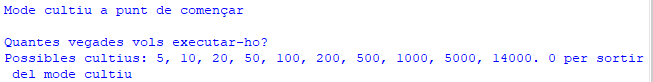 Mode cultiu a punt de començar

Quantes vegades vols executar-ho?
Possibles cultius: 5, 10, 20, 50, 100, 200, 500, 1000, 5000, 14000. 0 per sortir
del mode cultiu